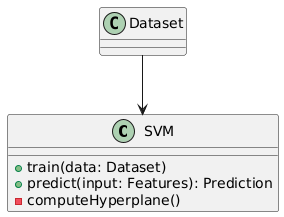 C Dataset
C SVM
train(data: Dataset)
predict(input: Features): Prediction
computeHyperplane()